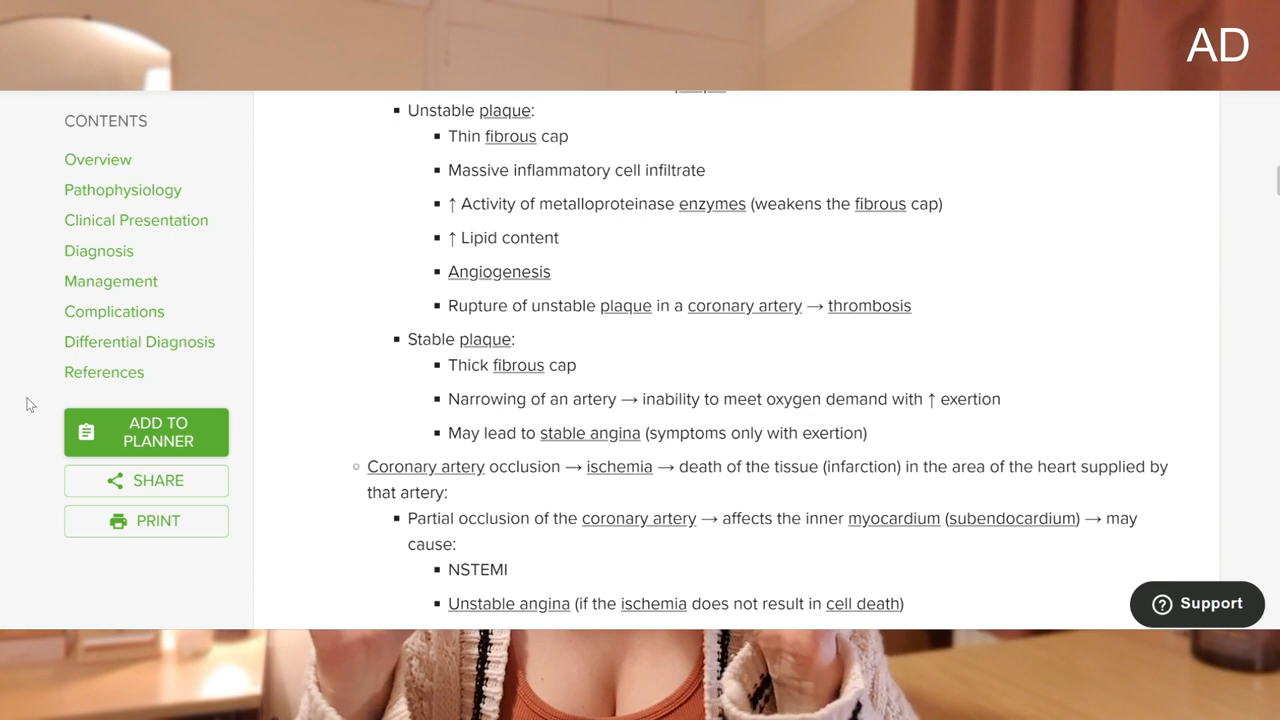 AD
CONTENTS
Overview
Pathophysiology
Clinical Presentation
Diagnosis
Management
Complications
Differential Diagnosis
References
ADD TO
PLANNER
SHARE
PRINT
▪ Unstable plaque:
▪ Thin fibrous cap
▪ Massive inflammatory cell infiltrate
▪ ↑ Activity of metalloproteinase enzymes (weakens the fibrous cap)
▪ ↑ Lipid content
▪ Angiogenesis
▪ Rupture of unstable plaque in a coronary artery → thrombosis
▪ Stable plaque:
▪ Thick fibrous cap
▪ Narrowing of an artery → inability to meet oxygen demand with ↑ exertion
▪ May lead to stable angina (symptoms only with exertion)
○ Coronary artery occlusion → ischemia → death of the tissue (infarction) in the area of the heart supplied by
that artery:
▪ Partial occlusion of the coronary artery → affects the inner myocardium (subendocardium) → may
cause:
▪ NSTEMI
▪ Unstable angina (if the ischemia does not result in cell death)
Support